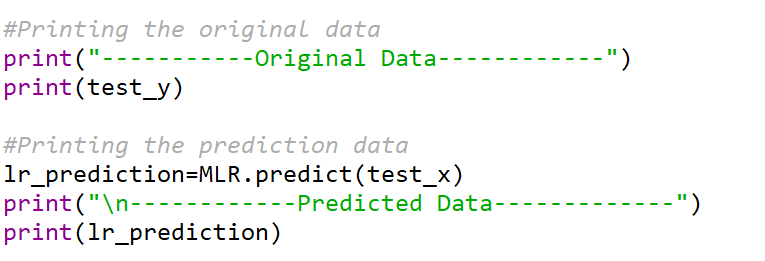 #Printing the original data
print("-----------Original Data------------")
print(test_y)
#Printing the prediction data
lr_prediction=MLR.predict(test_x)
print("\n------------Predicted Data-------------")
print(lr_prediction)